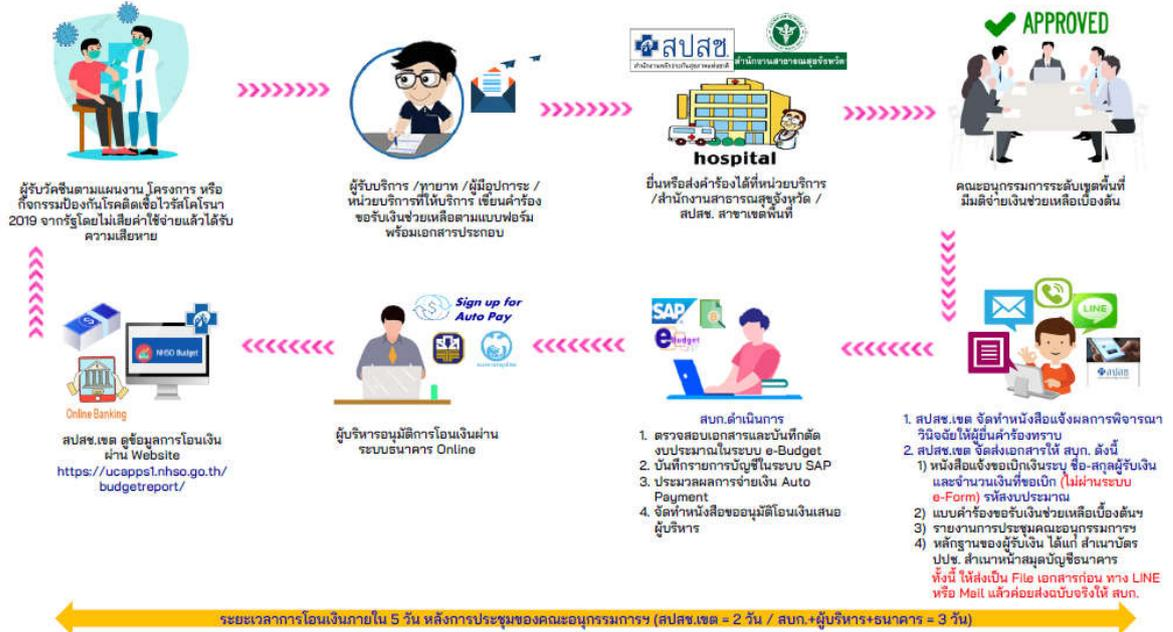 APPROVED
สปสช.
สำนักงานหลักประกันสุขภาพแห่งชาติ
สำนักงานสาธารณสุขจังหวัด
hospital
ผู้รับวัคซีนตามแผนงาน โครงการ หรือ
กิจกรรมป้องกันโรคติดเชื้อไวรัสโคโรนา
2019 จากรัฐโดยไม่เสียค่าใช้จ่ายแล้วได้รับ
ความเสียหาย
ผู้รับบริการ /ทายาท /ผู้มีอุปการะ /
หน่วยบริการที่ให้บริการ เขียนคำร้อง
ขอรับเงินช่วยเหลือตามแบบฟอร์ม
พร้อมเอกสารประกอบ
ยื่นหรือส่งคำร้องได้ที่หน่วยบริการ
/สำนักงานสาธารณสุขจังหวัด /
สปสช. สาขาเขตพื้นที่
คณะอนุกรรมการระดับเขตพื้นที่
มีมติจ่ายเงินช่วยเหลือเบื้องต้น
LINE
สปสช
1. สปสช.เขต จัดทำหนังสือแจ้งผลการพิจารณา
วินิจฉัยให้ผู้ยื่นคำร้องทราบ
2. สปสช.เขต จัดส่งเอกสารให้ สบก. ดังนี้
1) หนังสือแจ้งขอเบิกเงินระบุ ชื่อ-สกุลผู้รับเงิน
และจำนวนเงินที่ขอเบิก (ไม่ผ่านระบบ
e-Form) รหัสงบประมาณ
2) แบบคำร้องขอรับเงินช่วยเหลือเบื้องต้นฯ
3) รายงานการประชุมคณะอนุกรรมการฯ
4) หลักฐานของผู้รับเงิน ได้แก่ สำเนาบัตร
ปปช. สำเนาหน้าสมุดบัญชีธนาคาร
ทั้งนี้ ให้ส่งเป็น File เอกสารก่อน ทาง LINE
หรือ Mail แล้วค่อยส่งฉบับจริงให้ สบก.
SAP
e-Budget
สบก.ดำเนินการ
1. ตรวจสอบเอกสารและบันทึกตัด
งบประมาณในระบบ e-Budget
2. บันทึกรายการบัญชีในระบบ SAP
3. ประมวลผลการจ่ายเงิน Auto
Payment
4. จัดทำหนังสือขออนุมัติโอนเงินเสนอ
ผู้บริหาร
Sign up for
Auto Pay
ผู้บริหารอนุมัติการโอนเงินผ่าน
ระบบธนาคาร Online
NHSO Budget
Online Banking
สปสช.เขต ดูข้อมูลการโอนเงิน
ผ่าน Website
https://ucapps1.nhso.go.th/
budgetreport/
ระยะเวลาการโอนเงินภายใน 5 วัน หลังการประชุมของคณะอนุกรรมการฯ (สปสช.เขต = 2 วัน / สบก.+ผู้บริหาร+ธนาคาร = 3 วัน)